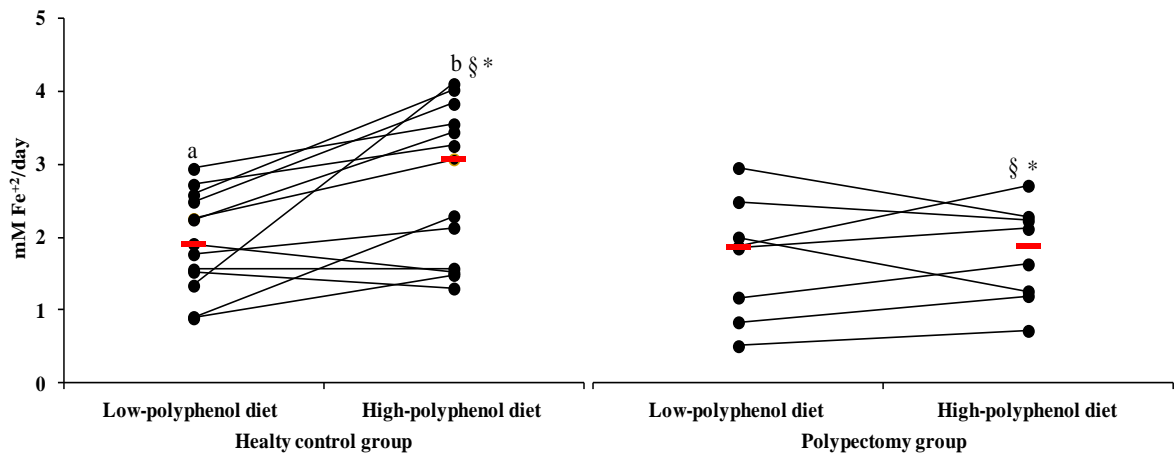 5
4
3
2
1
0
mM Fe⁺²/day
a
b § *
§ *
Low-polyphenol diet
High-polyphenol diet
Low-polyphenol diet
High-polyphenol diet
Healty control group
Polypectomy group